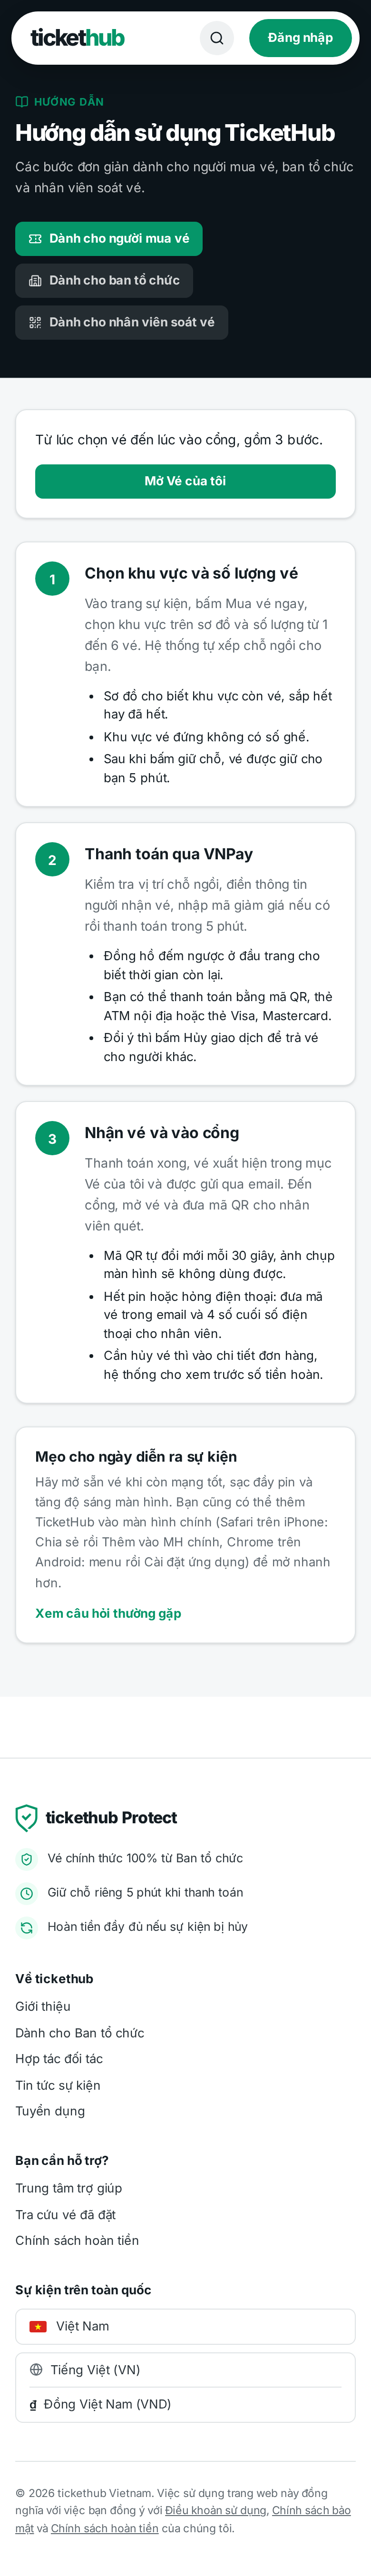 tickethub
Đăng nhập
HƯỚNG DẪN
Hướng dẫn sử dụng TicketHub
Các bước đơn giản dành cho người mua vé, ban tổ chức
và nhân viên soát vé.
Dành cho người mua vé
Dành cho ban tổ chức
Dành cho nhân viên soát vé
Từ lúc chọn vé đến lúc vào cổng, gồm 3 bước.
Mở Vé của tôi
1
Chọn khu vực và số lượng vé
Vào trang sự kiện, bấm Mua vé ngay,
chọn khu vực trên sơ đồ và số lượng từ 1
đến 6 vé. Hệ thống tự xếp chỗ ngồi cho
bạn.
• Sơ đồ cho biết khu vực còn vé, sắp hết
hay đã hết.
• Khu vực vé đứng không có số ghế.
• Sau khi bấm giữ chỗ, vé được giữ cho
bạn 5 phút.
2
Thanh toán qua VNPay
Kiểm tra vị trí chỗ ngồi, điền thông tin
người nhận vé, nhập mã giảm giá nếu có
rồi thanh toán trong 5 phút.
• Đồng hồ đếm ngược ở đầu trang cho
biết thời gian còn lại.
• Bạn có thể thanh toán bằng mã QR, thẻ
ATM nội địa hoặc thẻ Visa, Mastercard.
• Đổi ý thì bấm Hủy giao dịch để trả vé
cho người khác.
3
Nhận vé và vào cổng
Thanh toán xong, vé xuất hiện trong mục
Vé của tôi và được gửi qua email. Đến
cổng, mở vé và đưa mã QR cho nhân
viên quét.
• Mã QR tự đổi mới mỗi 30 giây, ảnh chụp
màn hình sẽ không dùng được.
• Hết pin hoặc hỏng điện thoại: đưa mã
vé trong email và 4 số cuối số điện
thoại cho nhân viên.
• Cần hủy vé thì vào chi tiết đơn hàng,
hệ thống cho xem trước số tiền hoàn.
Mẹo cho ngày diễn ra sự kiện
Hãy mở sẵn vé khi còn mạng tốt, sạc đầy pin và
tăng độ sáng màn hình. Bạn cũng có thể thêm
TicketHub vào màn hình chính (Safari trên iPhone:
Chia sẻ rồi Thêm vào MH chính, Chrome trên
Android: menu rồi Cài đặt ứng dụng) để mở nhanh
hơn.
Xem câu hỏi thường gặp
tickethub Protect
Vé chính thức 100% từ Ban tổ chức
Giữ chỗ riêng 5 phút khi thanh toán
Hoàn tiền đầy đủ nếu sự kiện bị hủy
Về tickethub
Giới thiệu
Dành cho Ban tổ chức
Hợp tác đối tác
Tin tức sự kiện
Tuyển dụng
Bạn cần hỗ trợ?
Trung tâm trợ giúp
Tra cứu vé đã đặt
Chính sách hoàn tiền
Sự kiện trên toàn quốc
Việt Nam
Tiếng Việt (VN)
₫ Đồng Việt Nam (VND)
© 2026 tickethub Vietnam. Việc sử dụng trang web này đồng
nghĩa với việc bạn đồng ý với Điều khoản sử dụng, Chính sách bảo
mật và Chính sách hoàn tiền của chúng tôi.